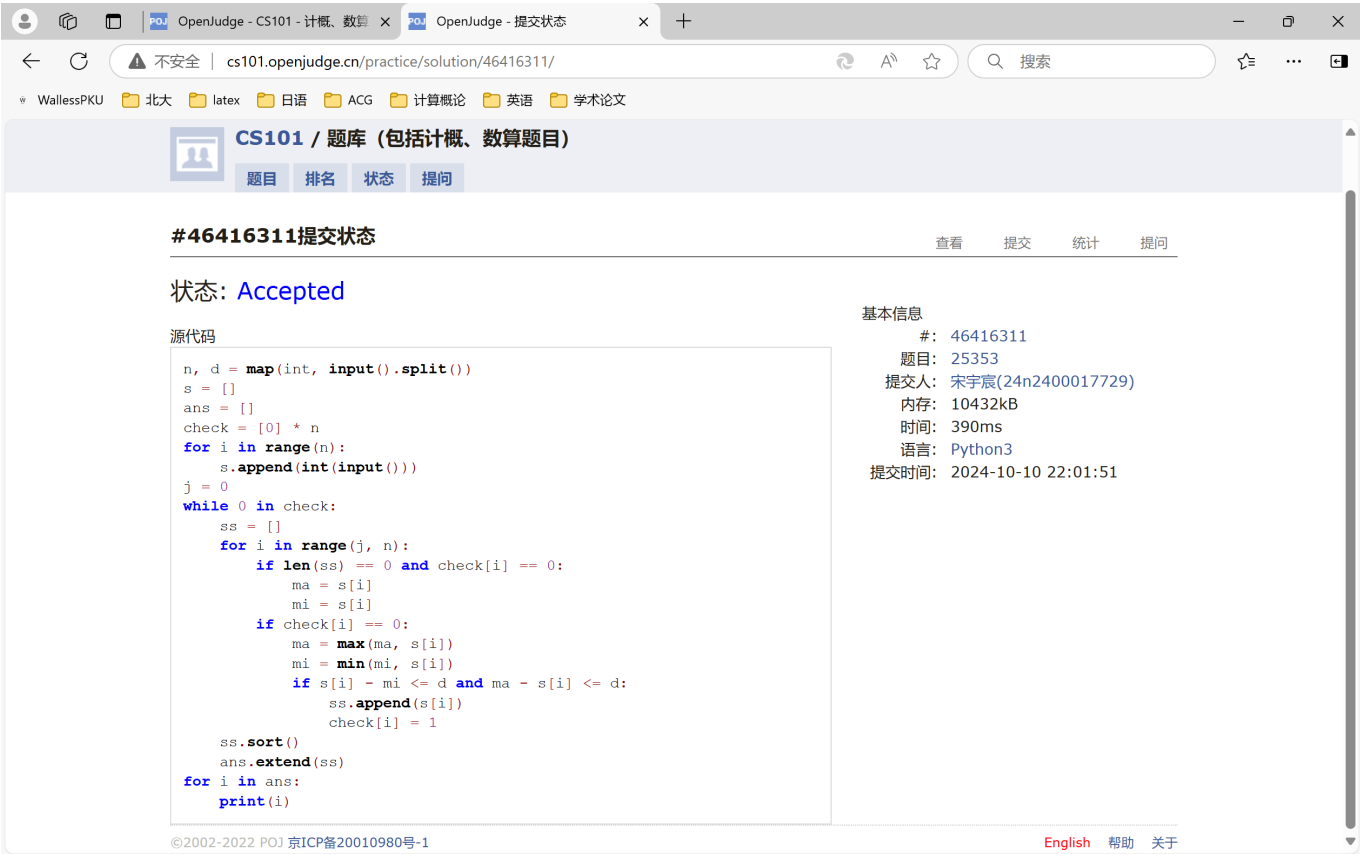 OpenJudge - CS101 - 计概、数算
OpenJudge - 提交状态
不安全 cs101.openjudge.cn/practice/solution/46416311/
搜索
WallessPKU 北大 latex 日语 ACG 计算概论 英语 学术论文
CS101 / 题库（包括计概、数算题目）
题目 排名 状态 提问
#46416311提交状态
查看 提交 统计 提问
状态: Accepted
源代码
n, d = map(int, input().split())
s = []
ans = []
check = [0] * n
for i in range(n):
    s.append(int(input()))
j = 0
while 0 in check:
    ss = []
    for i in range(j, n):
        if len(ss) == 0 and check[i] == 0:
            ma = s[i]
            mi = s[i]
        if check[i] == 0:
            ma = max(ma, s[i])
            mi = min(mi, s[i])
            if s[i] - mi <= d and ma - s[i] <= d:
                ss.append(s[i])
                check[i] = 1
    ss.sort()
    ans.extend(ss)
for i in ans:
    print(i)
基本信息
#: 46416311
题目: 25353
提交人: 宋宇宸(24n2400017729)
内存: 10432kB
时间: 390ms
语言: Python3
提交时间: 2024-10-10 22:01:51
©2002-2022 POJ 京ICP备20010980号-1
English 帮助 关于